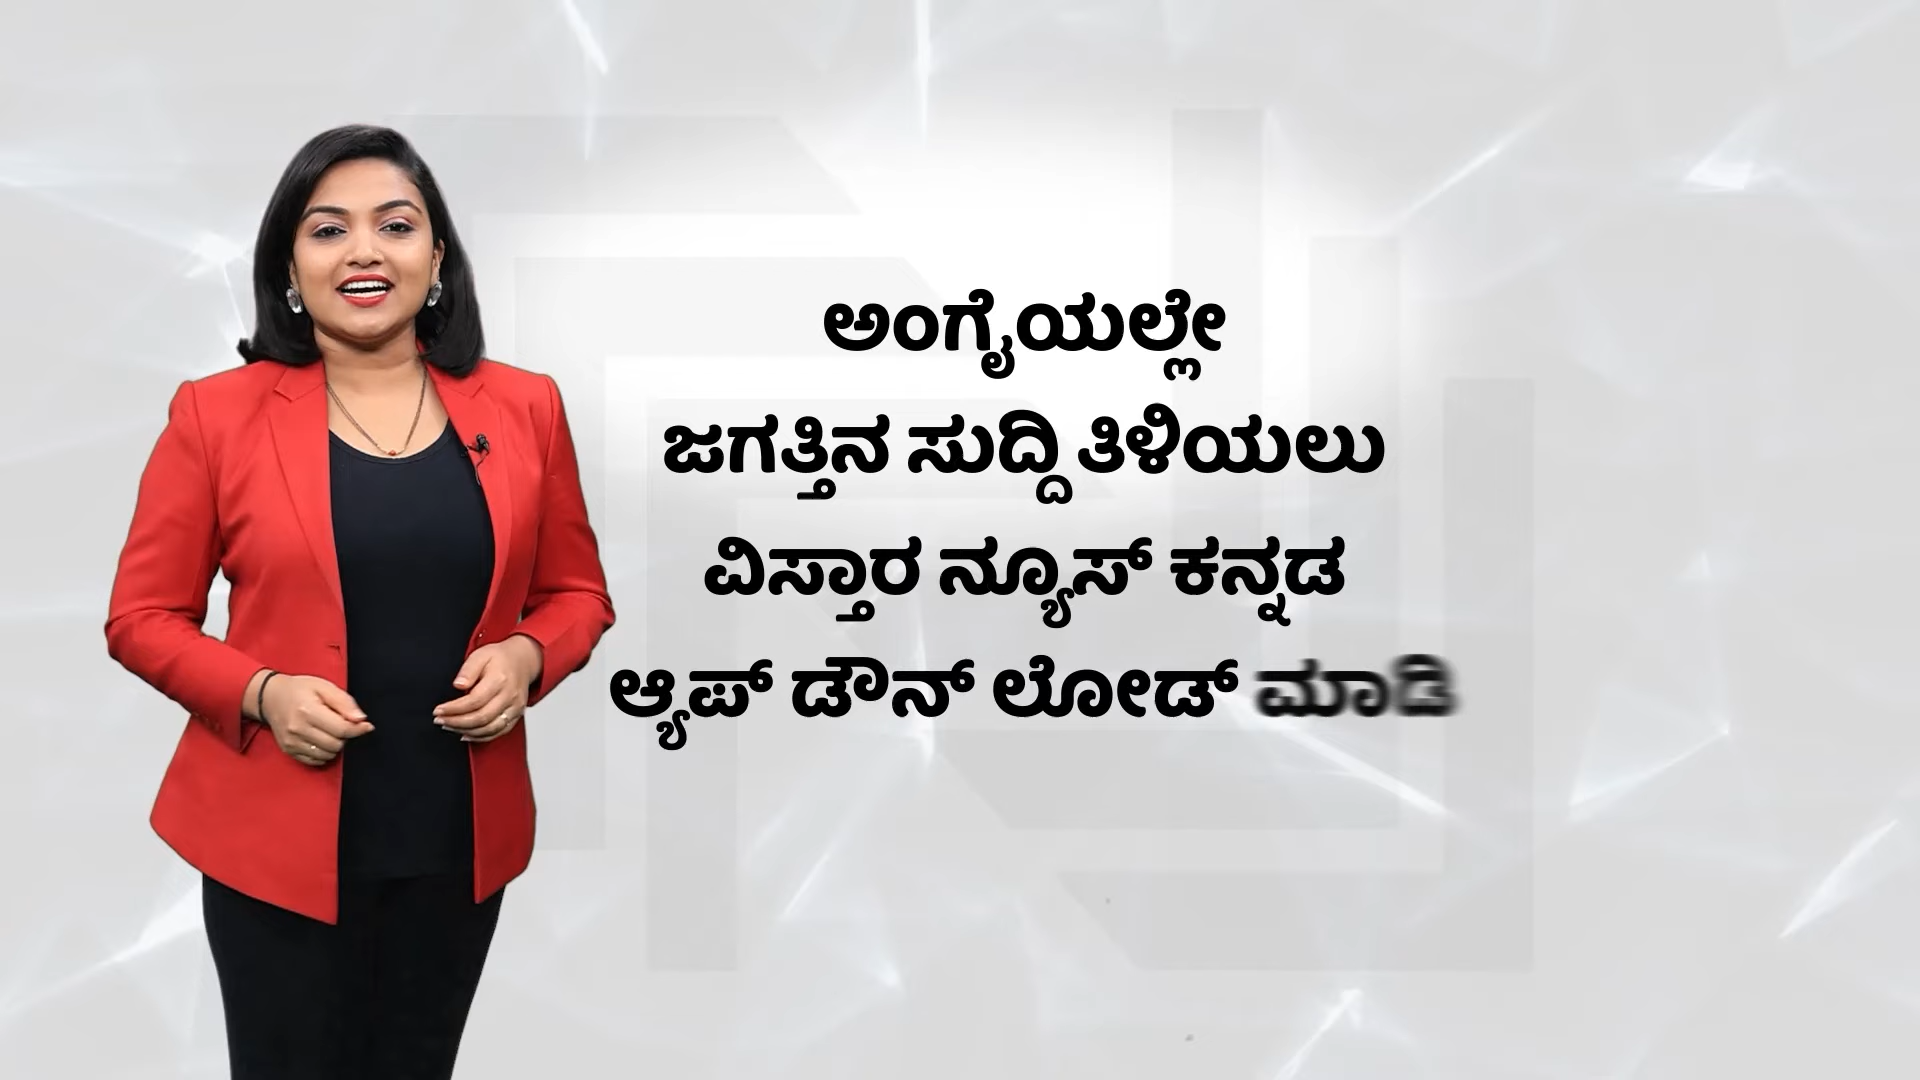 ಅಂಗೈಯಲ್ಲೇ
ಜಗತ್ತಿನ ಸುದ್ದಿ ತಿಳಿಯಲು
ವಿಸ್ತಾರ ನ್ಯೂಸ್ ಕನ್ನಡ
ಆ್ಯಪ್ ಡೌನ್ ಲೋಡ್ ಮಾಡಿ